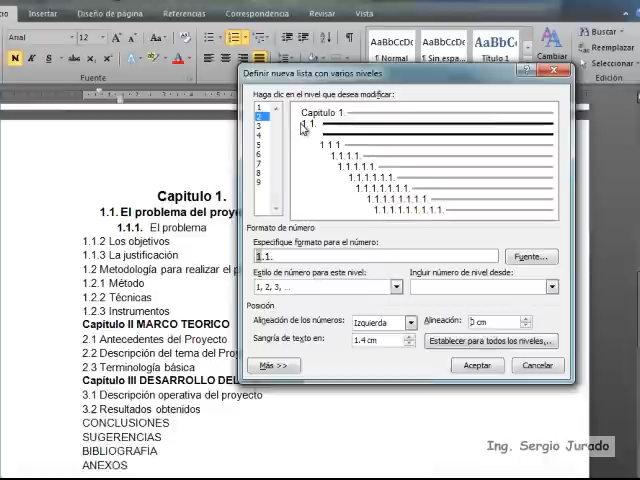 cio Insertar Diseño de página Referencias Correspondencia Revisar Vista
Arial 12 Buscar
N Reemplazar
Seleccionar
AaBbCcDc AaBbCcDc AaBbC Cambiar
¶ Normal ¶ Sin espa... Título 1
Fuente Edición
Definir nueva lista con varios niveles
Haga clic en el nivel que desea modificar:
1
2
3
4
5
6
7
8
9
Capitulo 1.
1.1.
1 1 1
1.1.1.
1.1.1.1.
1.1.1.1.1.
1.1.1.1.1.1.
1.1.1.1.1.1.1.
1.1.1.1.1.1.1.1.
Formato de número
Especifique formato para el número:
1.1.
Fuente...
Estilo de número para este nivel:
Incluir número de nivel desde:
1, 2, 3, ...
Posición
Alineación de los números:
Izquierda
Alineación:
cm
Sangría de texto en:
1.4 cm
Establecer para todos los niveles...
Más >>
Aceptar
Cancelar
Capitulo 1.
1.1. El problema del proye
1.1.1. El problema
1.1.2 Los objetivos
1.1.3 La justificación
1.2 Metodología para realizar el p
1.2.1 Método
1.2.2 Técnicas
1.2.3 Instrumentos
Capítulo II MARCO TEORICO
2.1 Antecedentes del Proyecto
2.2 Descripción del tema del Proye
2.3 Terminología básica
Capítulo III DESARROLLO DEL
3.1 Descripción operativa del proyecto
3.2 Resultados obtenidos
CONCLUSIONES
SUGERENCIAS
BIBLIOGRAFIA
ANEXOS
Ing. Sergio Jurado